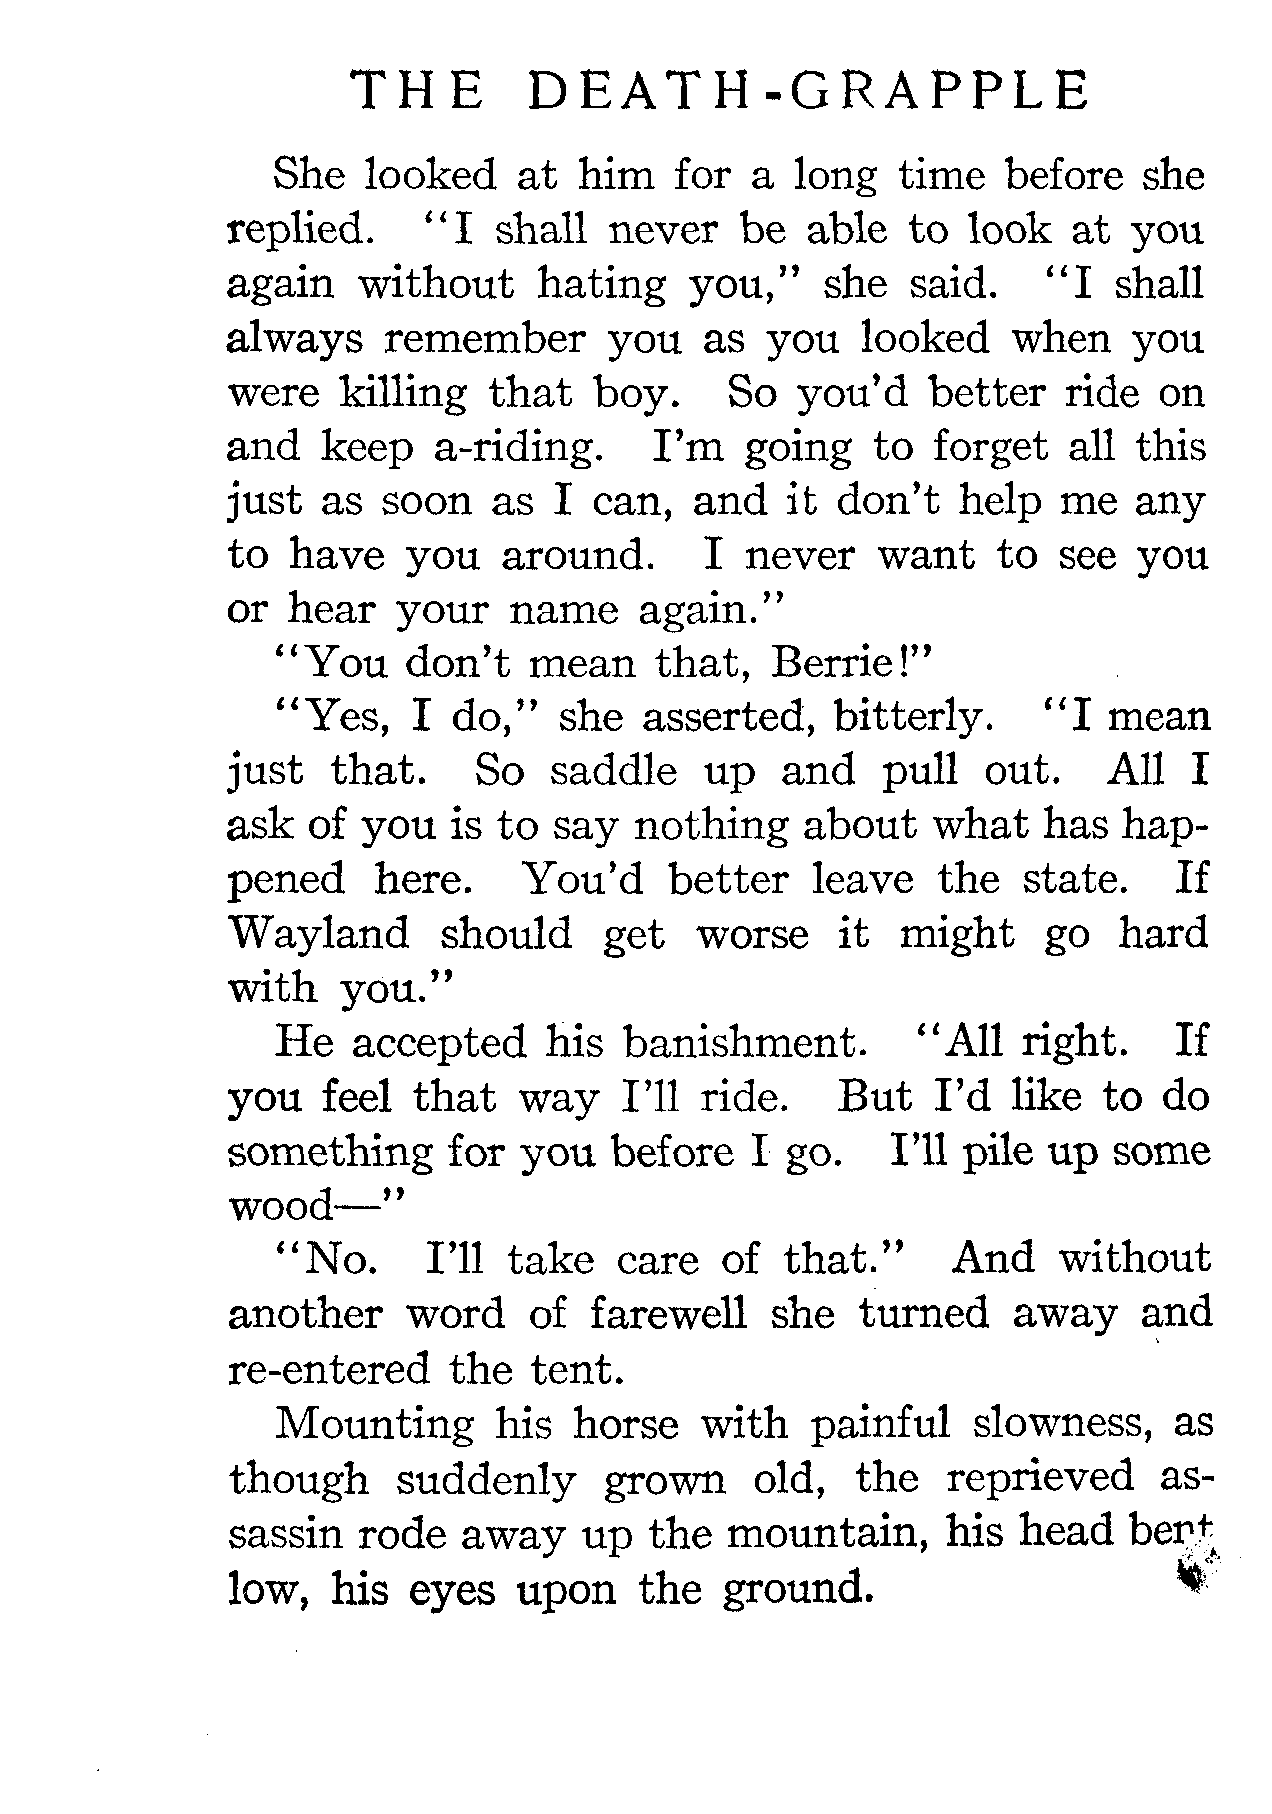 THE DEATH-GRAPPLE
She looked at him for a long time before she
replied. "I shall never be able to look at you
again without hating you," she said. "I shall
always remember you as you looked when you
were killing that boy. So you'd better ride on
and keep a-riding. I'm going to forget all this
just as soon as I can, and it don't help me any
to have you around. I never want to see you
or hear your name again."
"You don't mean that, Berrie!"
"Yes, I do," she asserted, bitterly. "I mean
just that. So saddle up and pull out. All I
ask of you is to say nothing about what has hap-
pened here. You'd better leave the state. If
Wayland should get worse it might go hard
with you."
He accepted his banishment. "All right. If
you feel that way I'll ride. But I'd like to do
something for you before I go. I'll pile up some
wood—"
"No. I'll take care of that." And without
another word of farewell she turned away and
re-entered the tent.
Mounting his horse with painful slowness, as
though suddenly grown old, the reprieved as-
sassin rode away up the mountain, his head bent
low, his eyes upon the ground.